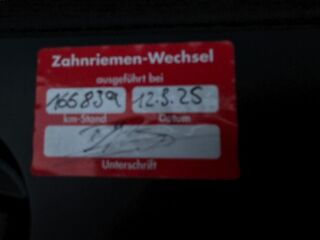 Zahnriemen-Wechsel
ausgeführt bei
166839 12.3.25
km-Stand Datum
Unterschrift